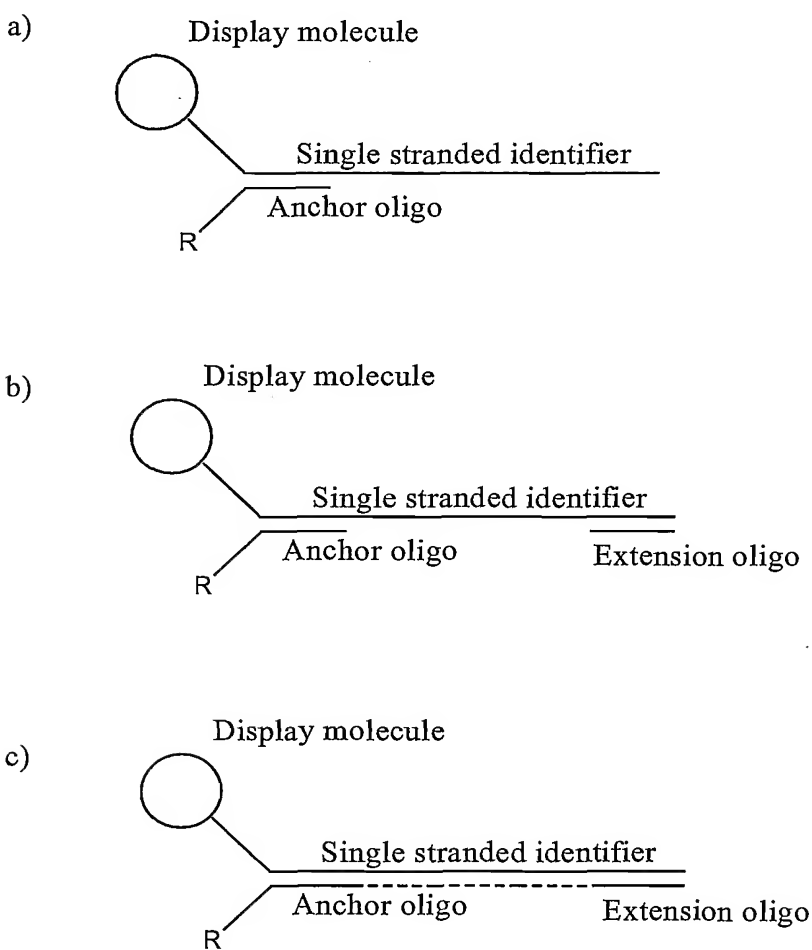 a)
Display molecule
Single stranded identifier
Anchor oligo
R
b)
Display molecule
Single stranded identifier
Anchor oligo
Extension oligo
R
c)
Display molecule
Single stranded identifier
Anchor oligo
Extension oligo
R